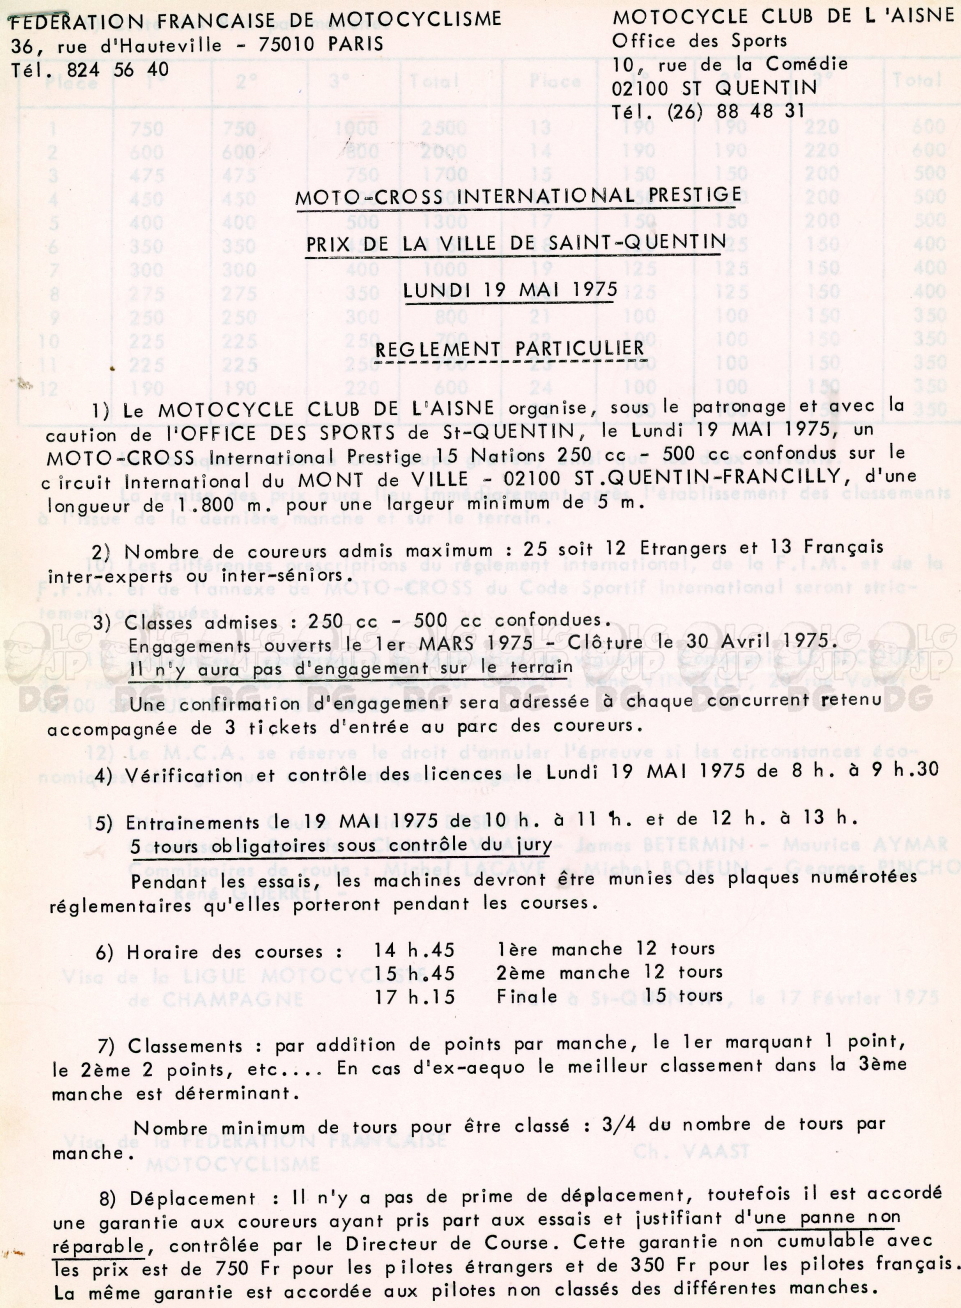 FEDERATION FRANCAISE DE MOTOCYCLISME
36, rue d'Hauteville - 75010 PARIS
Tél. 824 56 40
MOTOCYCLE CLUB DE L'AISNE
Office des Sports
10, rue de la Comédie
02100 ST QUENTIN
Tél. (26) 88 48 31
MOTO-CROSS INTERNATIONAL PRESTIGE
PRIX DE LA VILLE DE SAINT-QUENTIN
LUNDI 19 MAI 1975
REGLEMENT PARTICULIER
1) Le MOTOCYCLE CLUB DE L'AISNE organise, sous le patronage et avec la
caution de l'OFFICE DES SPORTS de St-QUENTIN, le Lundi 19 MAI 1975, un
MOTO-CROSS International Prestige 15 Nations 250 cc - 500 cc confondus sur le
circuit International du MONT de VILLE - 02100 ST.QUENTIN-FRANCILLY, d'une
longueur de 1.800 m. pour une largeur minimum de 5 m.
2) Nombre de coureurs admis maximum : 25 soit 12 Etrangers et 13 Français
inter-experts ou inter-séniors.
3) Classes admises : 250 cc - 500 cc confondues.
Engagements ouverts le 1er MARS 1975 - Clôture le 30 Avril 1975.
Il n'y aura pas d'engagement sur le terrain
Une confirmation d'engagement sera adressée à chaque concurrent retenu
accompagnée de 3 tickets d'entrée au parc des coureurs.
4) Vérification et contrôle des licences le Lundi 19 MAI 1975 de 8 h. à 9 h.30
5) Entrainements le 19 MAI 1975 de 10 h. à 11 h. et de 12 h. à 13 h.
5 tours obligatoires sous contrôle du jury
Pendant les essais, les machines devront être munies des plaques numérotées
réglementaires qu'elles porteront pendant les courses.
6) Horaire des courses : 14 h.45 1ère manche 12 tours
15 h.45 2ème manche 12 tours
17 h.15 Finale 15 tours
7) Classements : par addition de points par manche, le 1er marquant 1 point,
le 2ème 2 points, etc.... En cas d'ex-aequo le meilleur classement dans la 3ème
manche est déterminant.
Nombre minimum de tours pour être classé : 3/4 du nombre de tours par
manche.
8) Déplacement : Il n'y a pas de prime de déplacement, toutefois il est accordé
une garantie aux coureurs ayant pris part aux essais et justifiant d'une panne non
réparable, contrôlée par le Directeur de Course. Cette garantie non cumulable avec
les prix est de 750 Fr pour les pilotes étrangers et de 350 Fr pour les pilotes français.
La même garantie est accordée aux pilotes non classés des différentes manches.